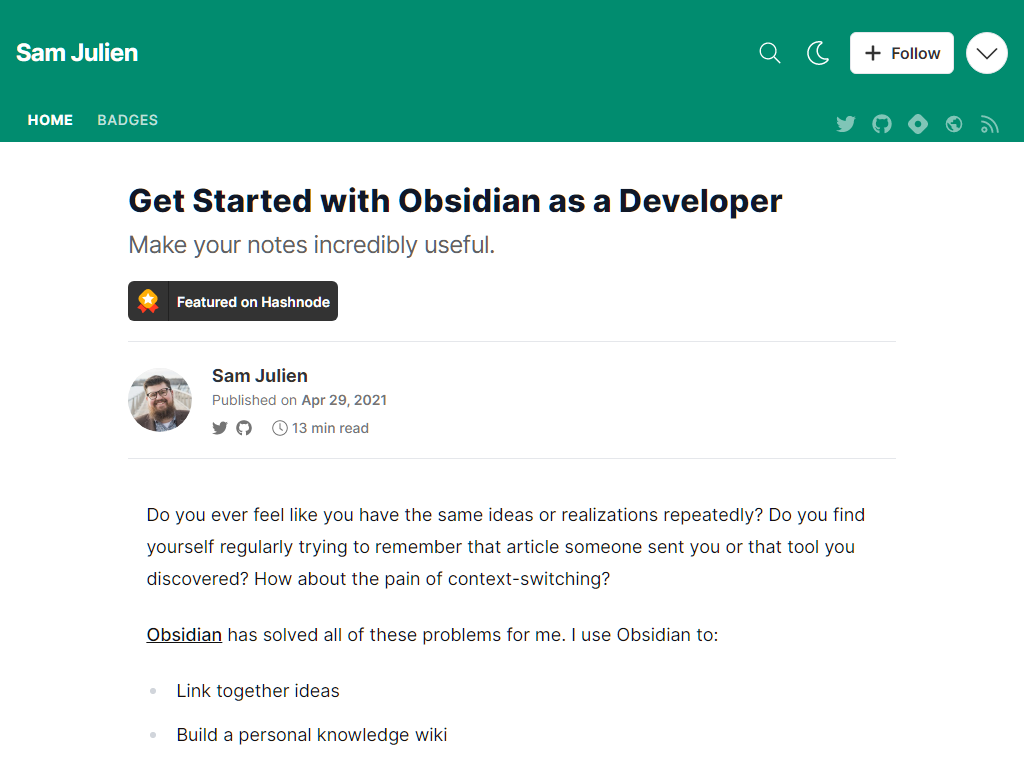 Sam Julien
Follow
HOME BADGES
Get Started with Obsidian as a Developer
Make your notes incredibly useful.
Featured on Hashnode
Sam Julien
Published on Apr 29, 2021
13 min read
Do you ever feel like you have the same ideas or realizations repeatedly? Do you find
yourself regularly trying to remember that article someone sent you or that tool you
discovered? How about the pain of context-switching?
Obsidian has solved all of these problems for me. I use Obsidian to:
Link together ideas
Build a personal knowledge wiki